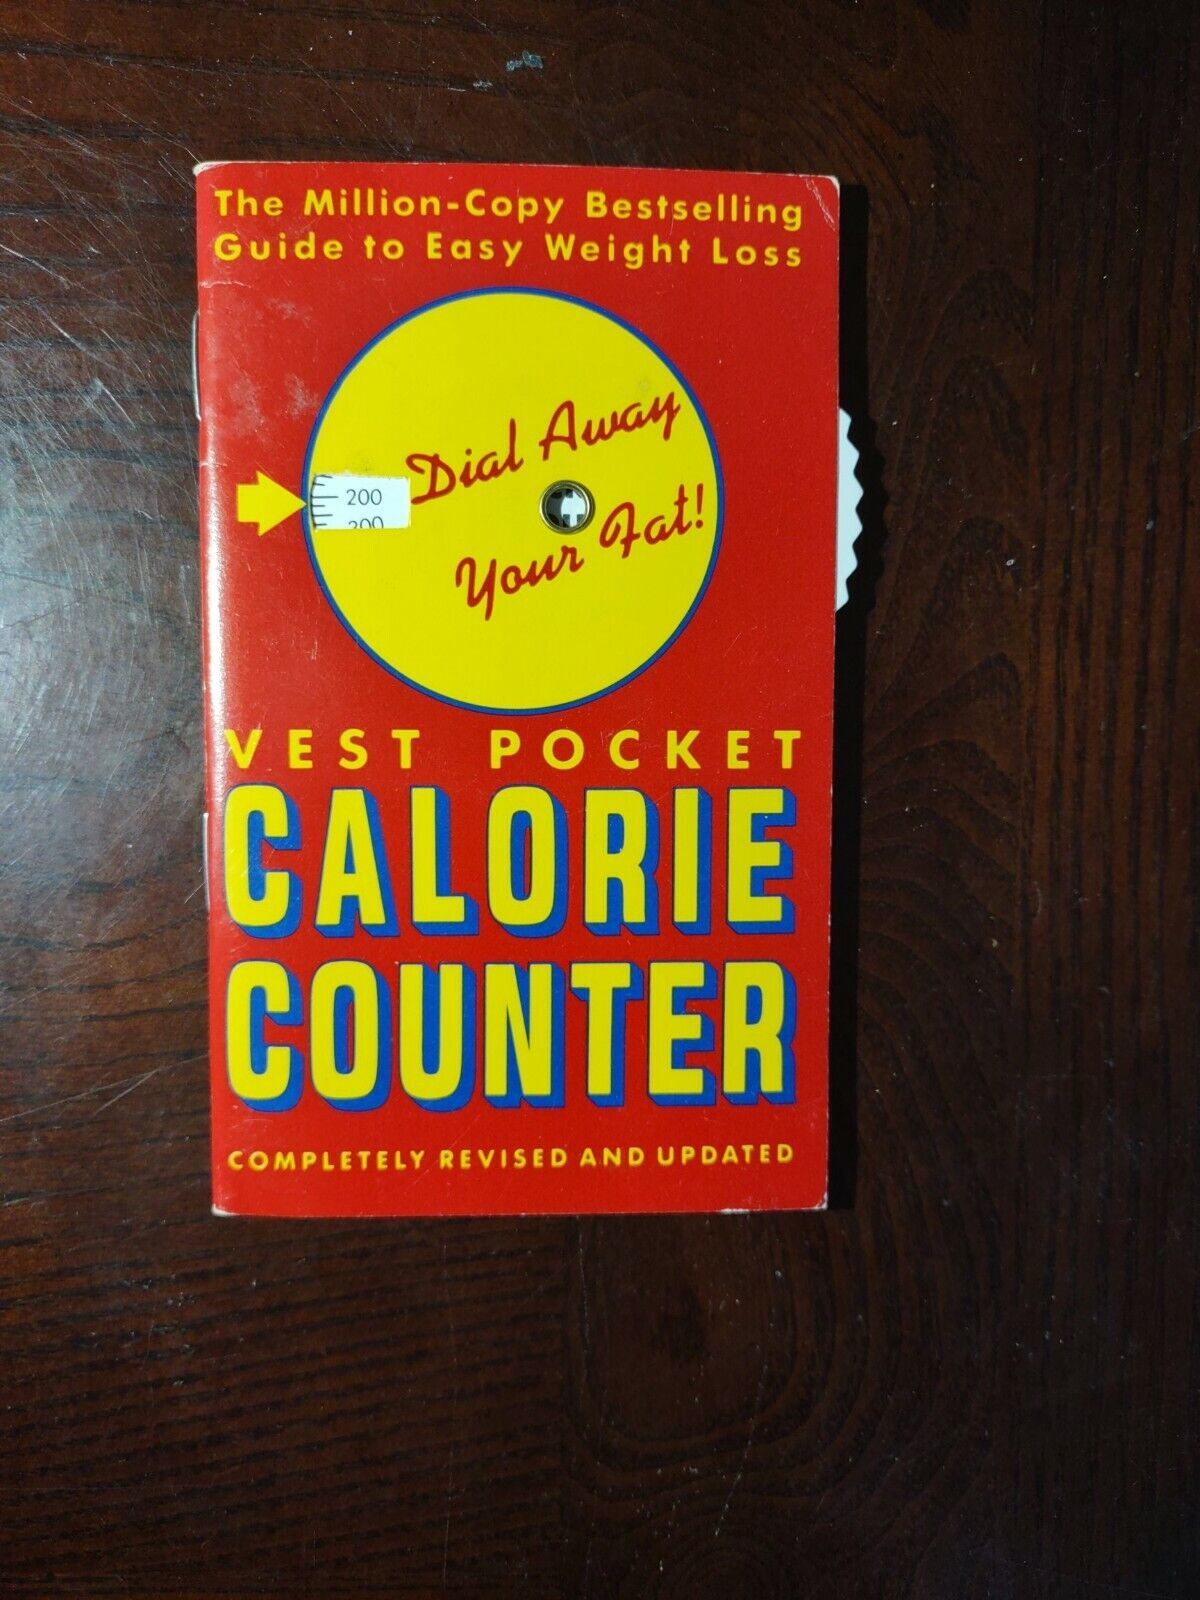 The Million-Copy Bestselling
Guide to Easy Weight Loss
Dial Away
200
Your Fat!
VEST POCKET
CALORIE
COUNTER
COMPLETELY REVISED AND UPDATED